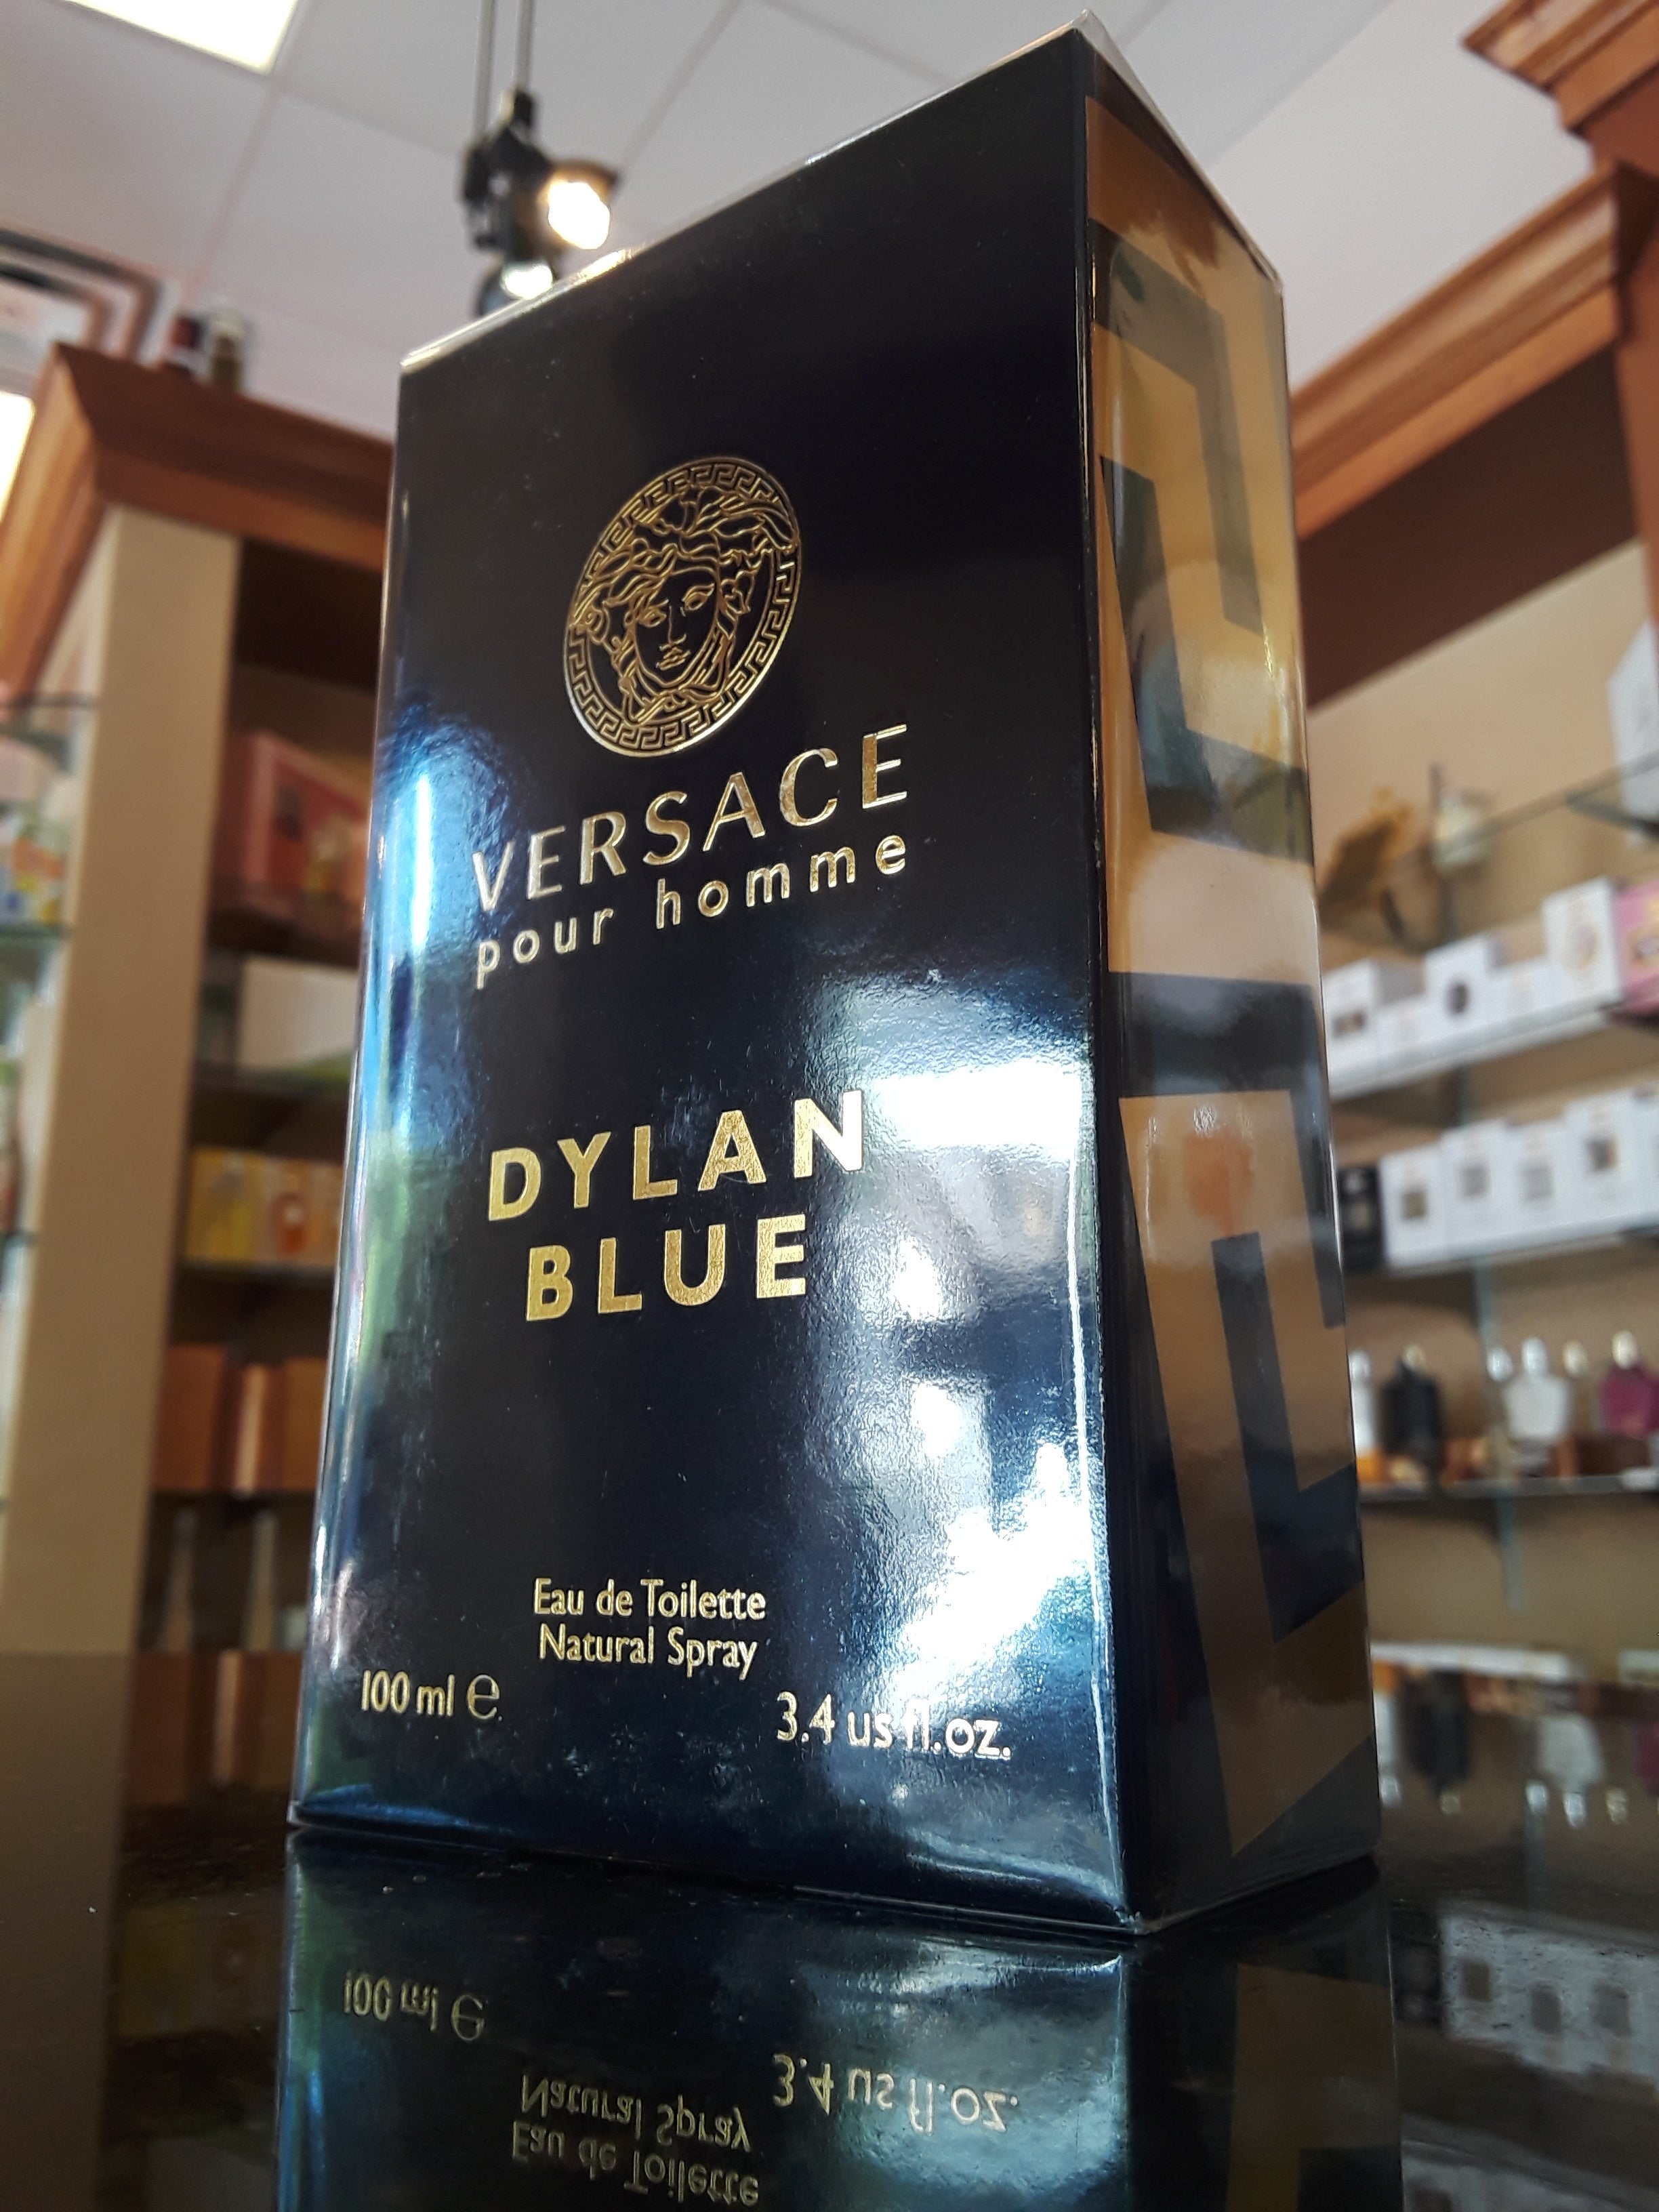 VERSACE
pour homme
DYLAN
BLUE
Eau de Toilette
Natural Spray
100 ml ℮
3.4 us fl.oz.